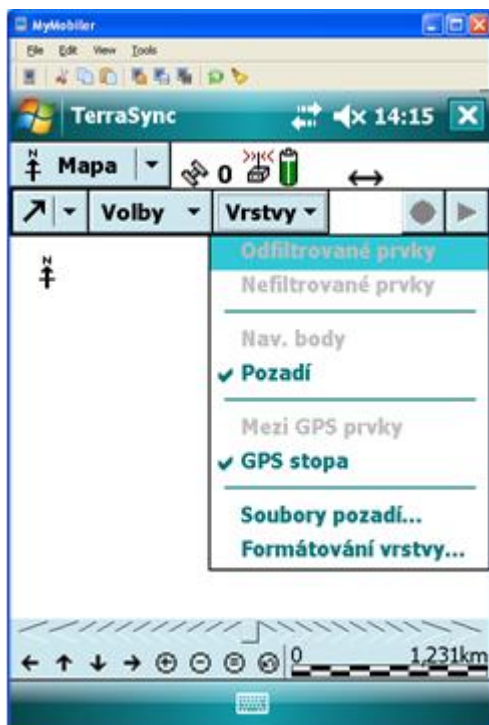 MyMobiler
File Edit View Tools
TerraSync 14:15
N Mapa 0
Volby Vrstvy
N
Odfiltrované prvky
Nefiltrované prvky
Nav. body
Pozadí
Mezi GPS prvky
GPS stopa
Soubory pozadí...
Formátování vrstvy...
0 1,231km